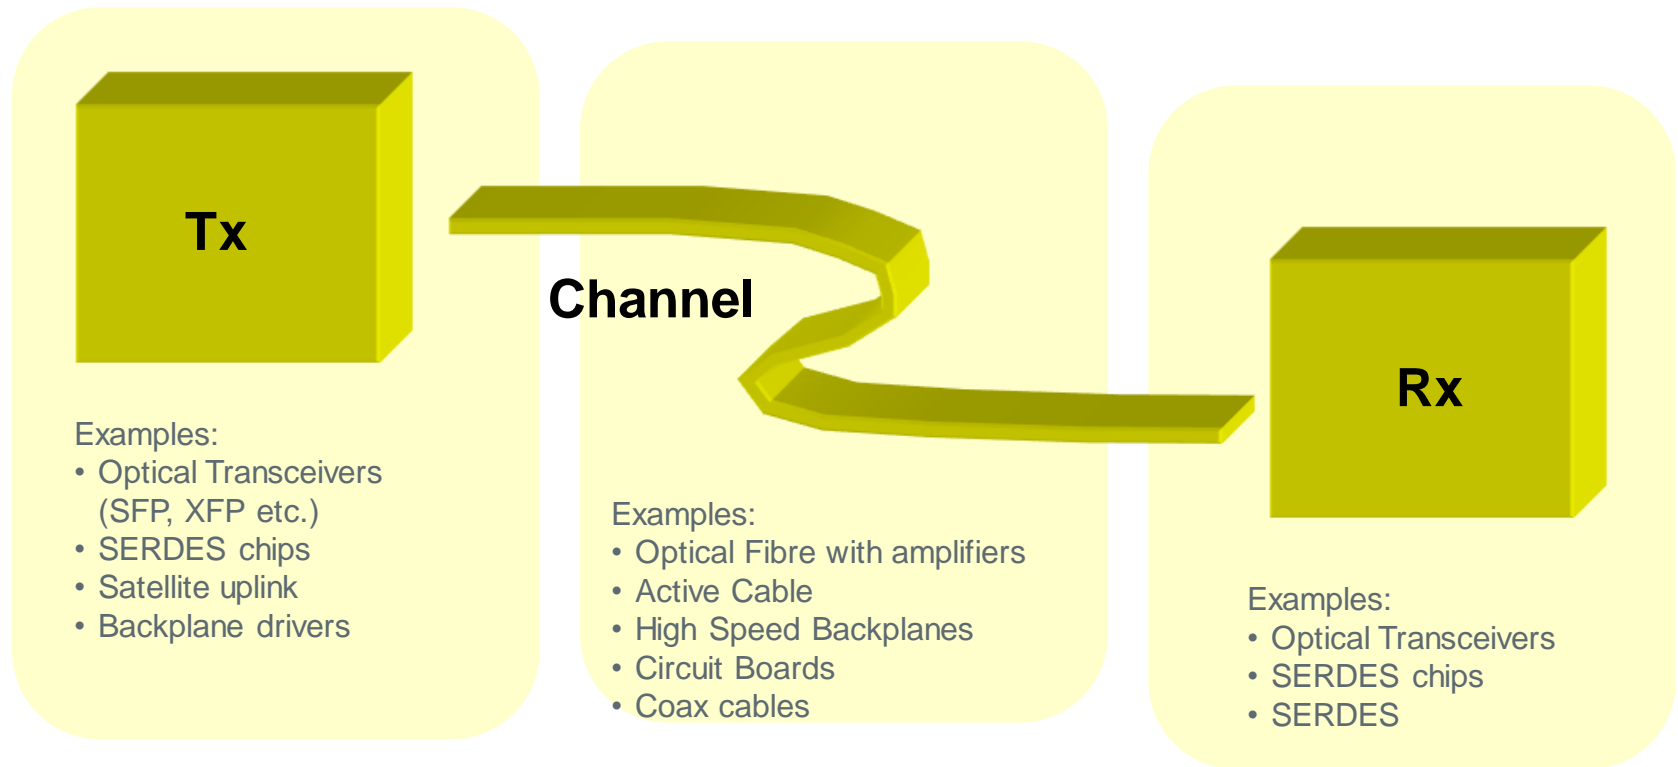 Tx
Examples:
• Optical Transceivers
(SFP, XFP etc.)
• SERDES chips
• Satellite uplink
• Backplane drivers
Channel
Examples:
• Optical Fibre with amplifiers
• Active Cable
• High Speed Backplanes
• Circuit Boards
• Coax cables
Rx
Examples:
• Optical Transceivers
• SERDES chips
• SERDES